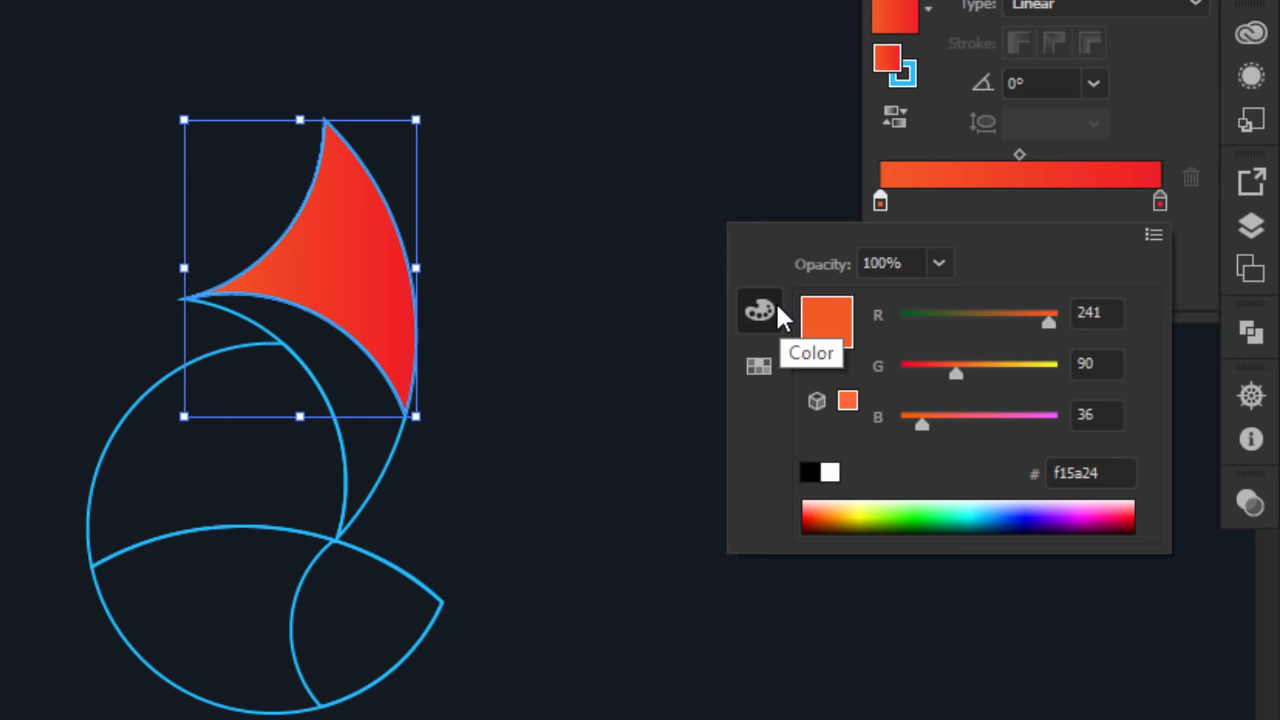 Type: Linear
Stroke:
0°
Opacity: 100%
R 241
Color
G 90
B 36
# f15a24